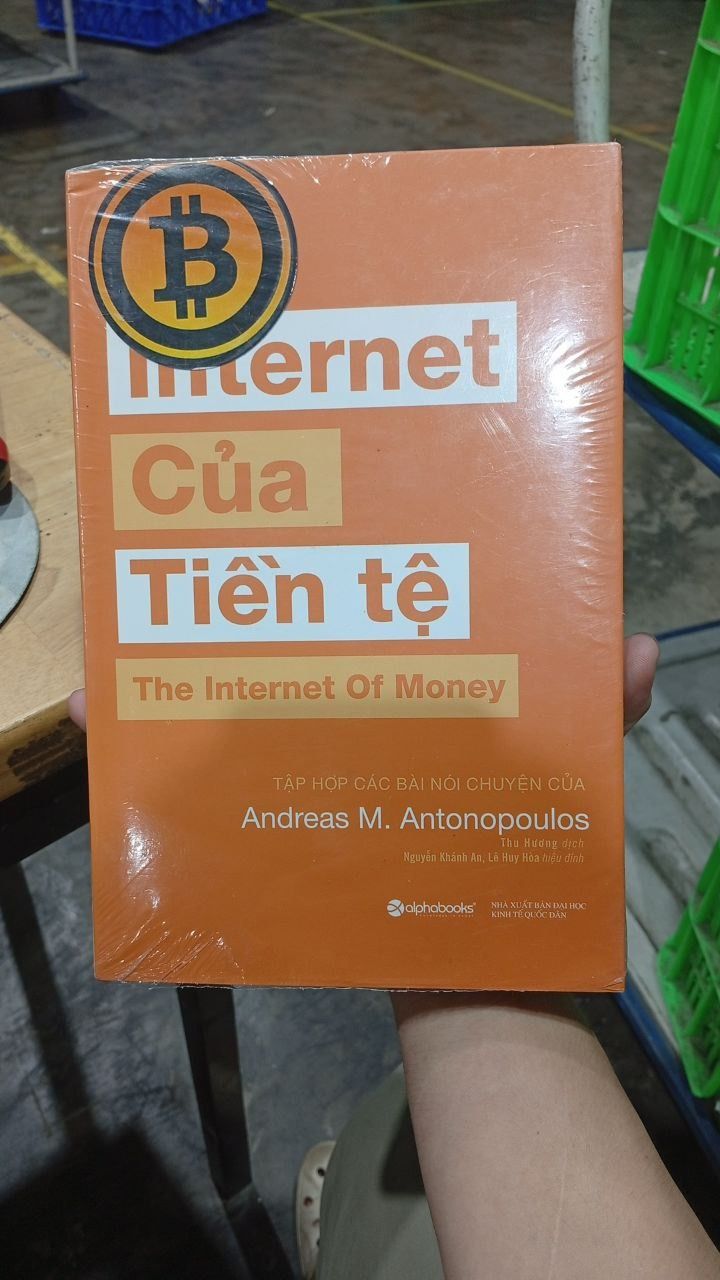 Internet
Của
Tiền tệ
The Internet Of Money
TẬP HỢP CÁC BÀI NÓI CHUYỆN CỦA
Andreas M. Antonopoulos
Thu Hương dịch
Nguyễn Khánh An, Lê Huy Hòa hiệu đính
alphabooks®
NHÀ XUẤT BẢN ĐẠI HỌC
KINH TẾ QUỐC DÂN